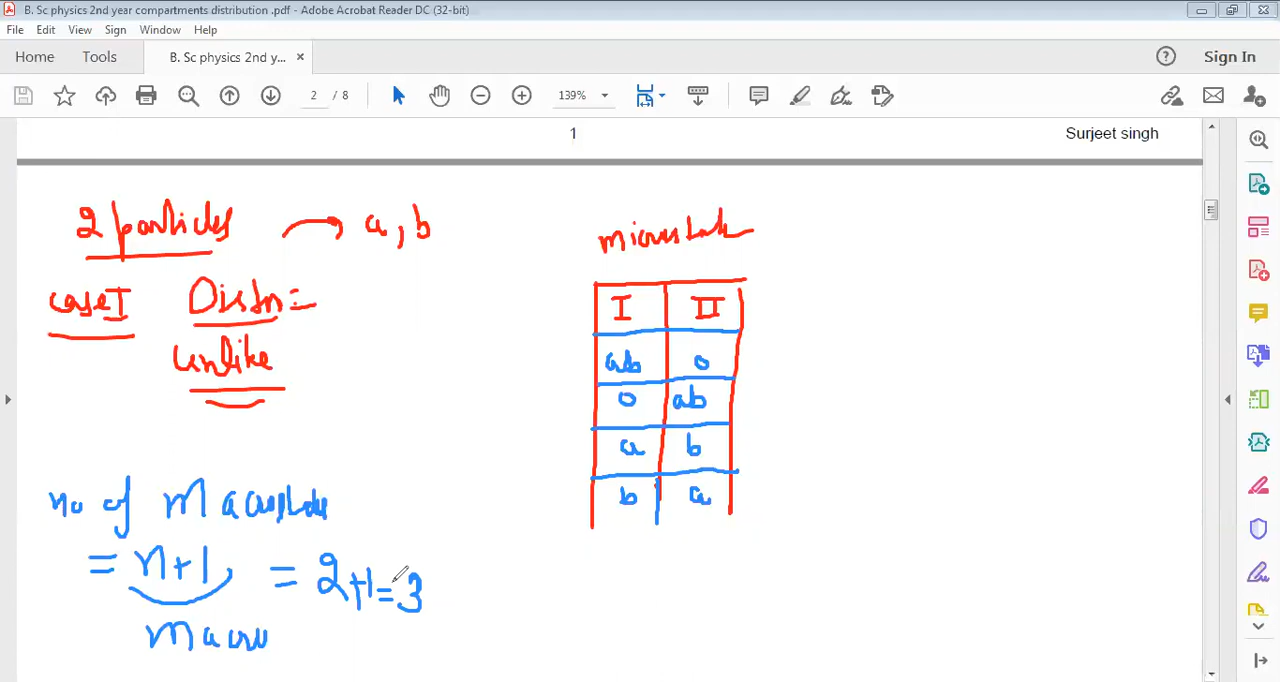 B. Sc physics 2nd year compartments distribution .pdf - Adobe Acrobat Reader DC (32-bit)
File Edit View Sign Window Help
Home Tools B. Sc physics 2nd y... ×
Sign In
2 / 8 139%
1 Surjeet singh
2 particles → a, b
microstate
case I Distn =
unlike
I II
ab 0
0 ab
a b
b a
no of Macrostate
= n+1, = 2+1=3
macro